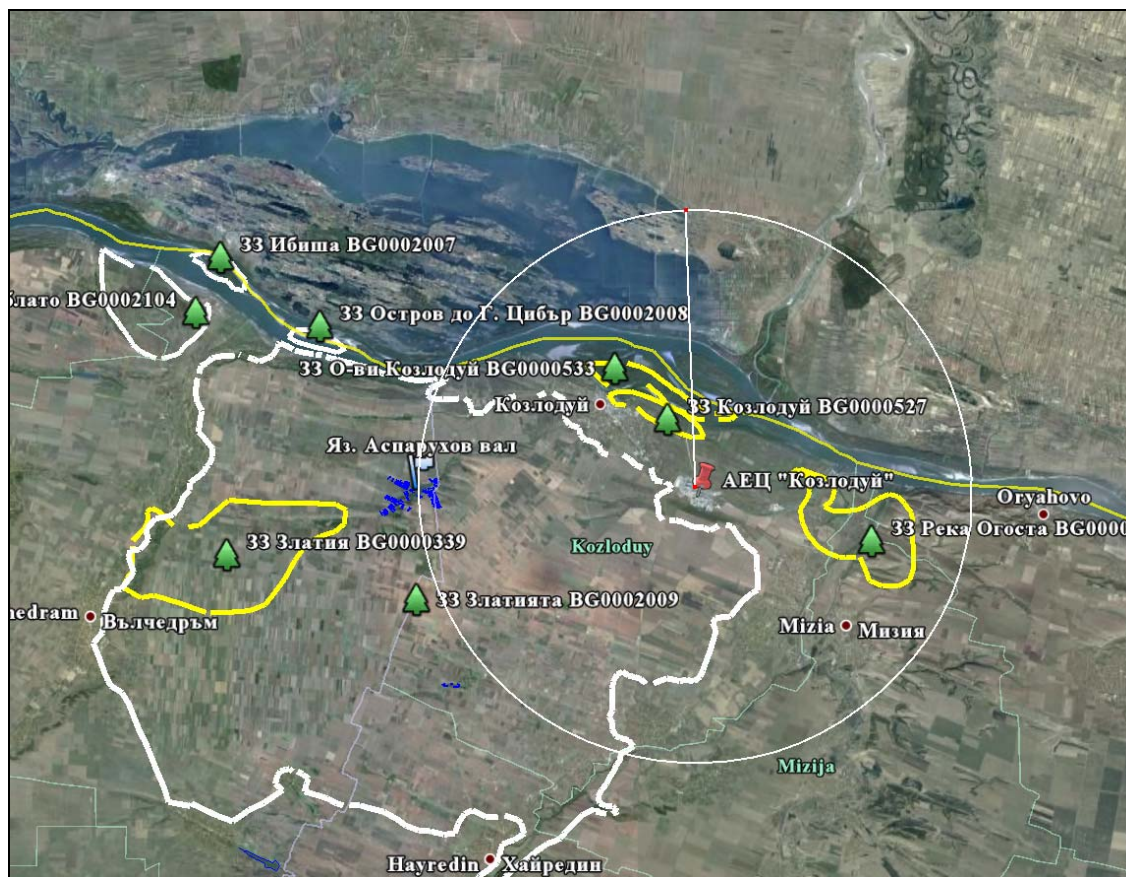 ЗЗ Ибиша BG0002007
блато BG0002104
ЗЗ Остров до Г. Цибър BG0002008
ЗЗ О-ви Козлодуй BG0000533
Козлодуй
ЗЗ Козлодуй BG0000527
Яз. Аспарухов вал
АЕЦ "Козлодуй"
Oryahovo
ЗЗ Река Огоста BG0000
ЗЗ Златия BG0000339
Kozloduy
ЗЗ Златията BG0002009
nedram
Вълчедръм
Mizia
Мизия
Mizija
Hayredin
Хайредин